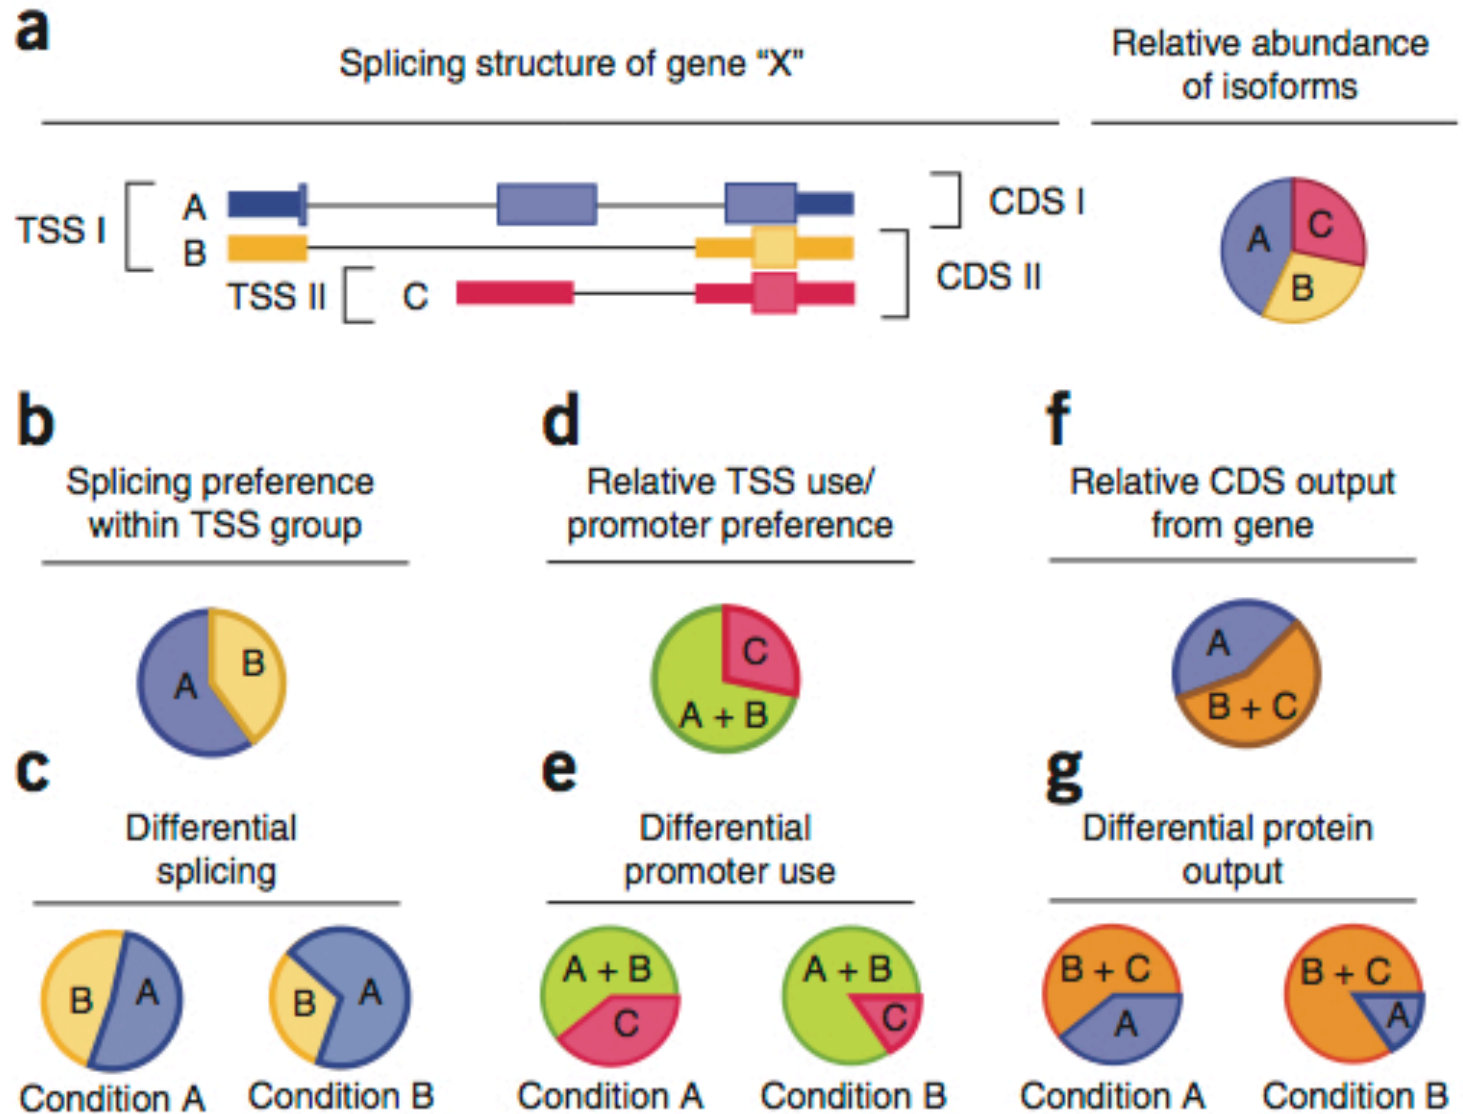 a
Splicing structure of gene “X”
Relative abundance
of isoforms
TSS I
A
B
TSS II
C
CDS I
CDS II
A
C
B
b
Splicing preference
within TSS group
A
B
d
Relative TSS use/
promoter preference
C
A + B
f
Relative CDS output
from gene
A
B + C
c
Differential
splicing
B
A
Condition A
B
A
Condition B
e
Differential
promoter use
A + B
C
Condition A
A + B
C
Condition B
g
Differential protein
output
B + C
A
Condition A
B + C
A
Condition B